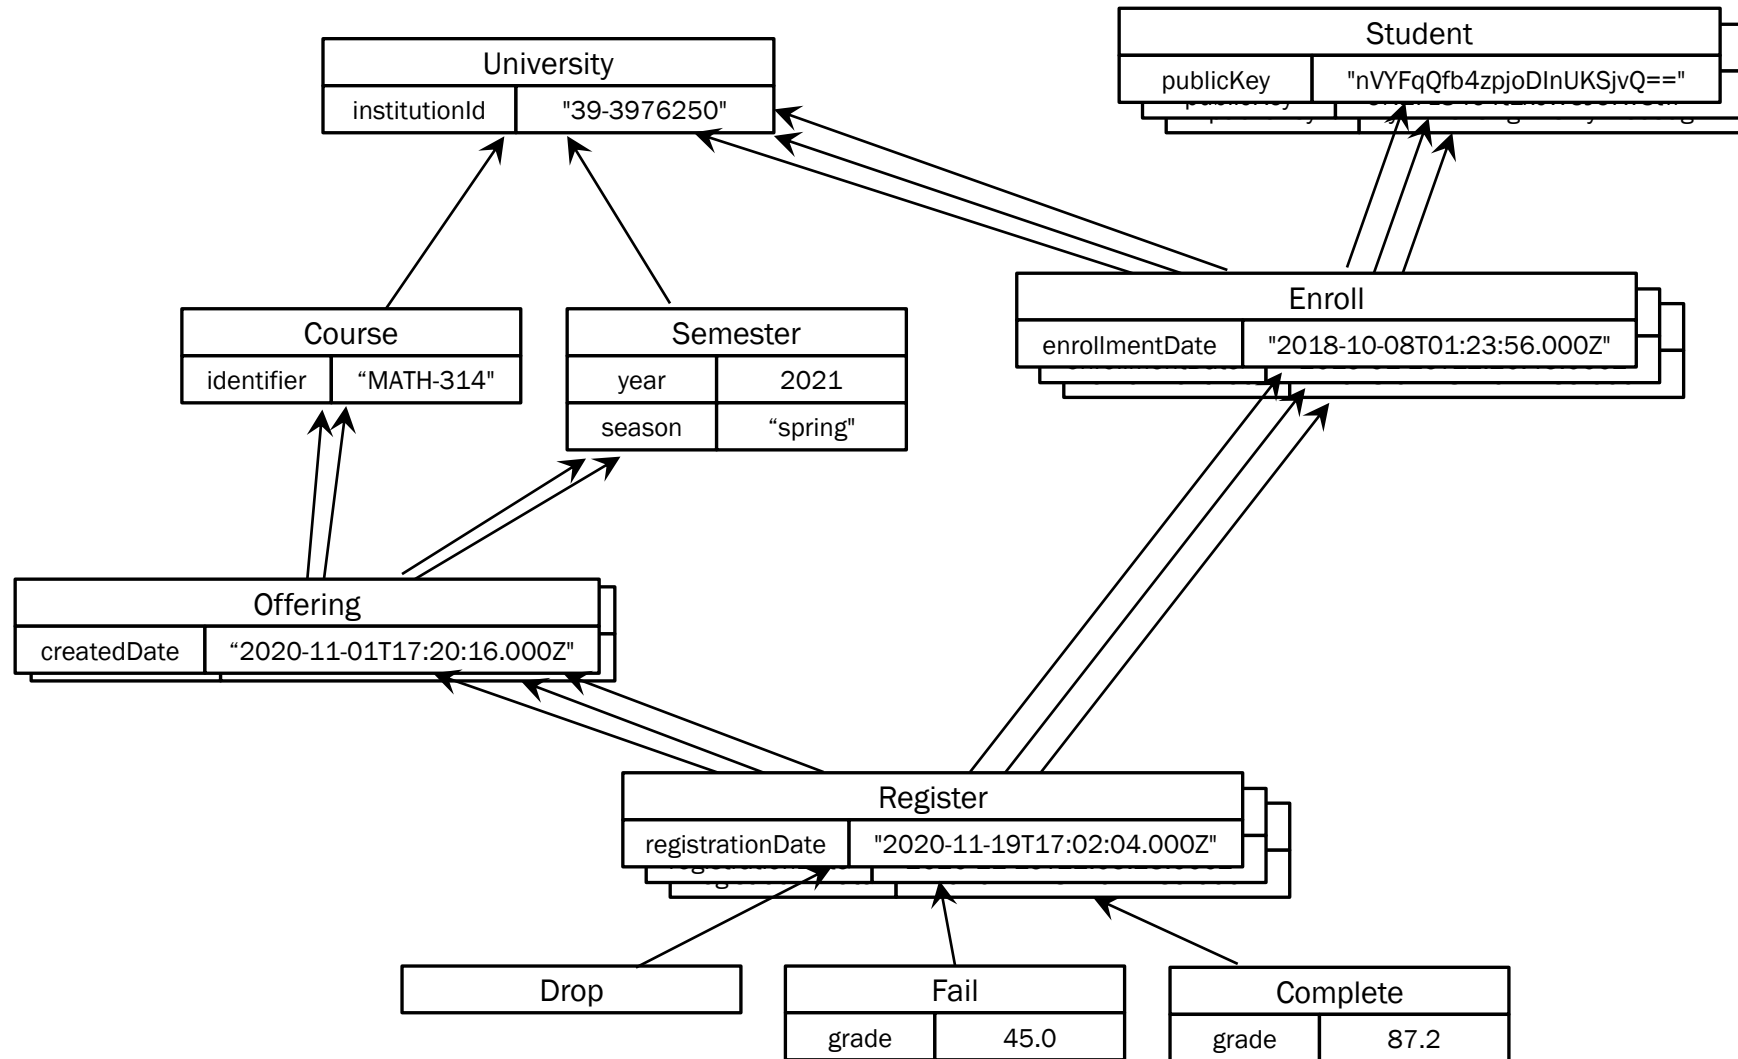 Student
publicKey "nVYFqQfb4zpjoDInUKSjvQ=="
University
institutionId "39-3976250"
Enroll
enrollmentDate "2018-10-08T01:23:56.000Z"
Course
identifier “MATH-314"
Semester
year 2021
season “spring"
Offering
createdDate “2020-11-01T17:20:16.000Z"
Register
registrationDate "2020-11-19T17:02:04.000Z"
Drop
Fail
grade 45.0
Complete
grade 87.2